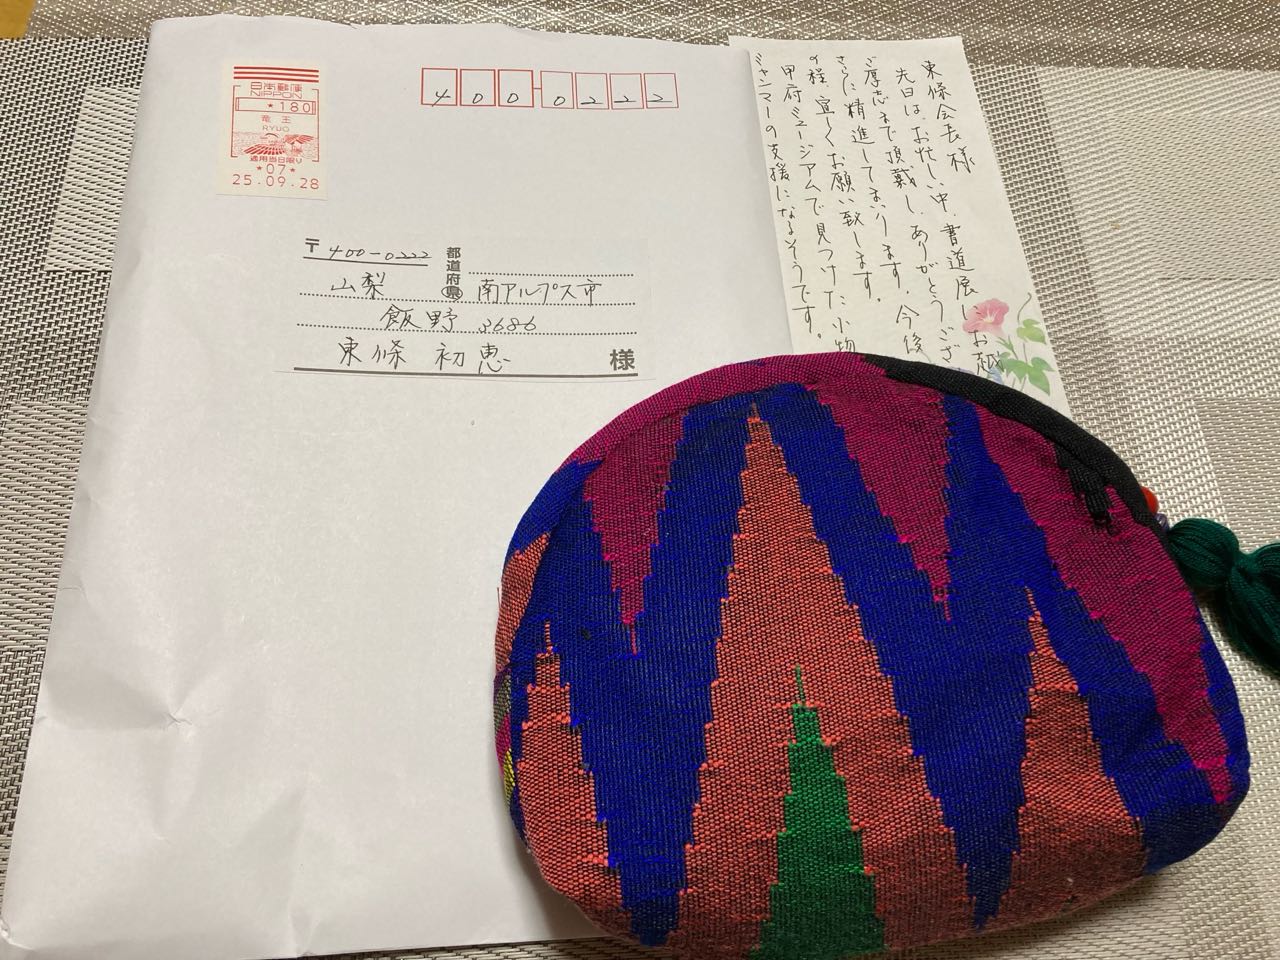 日本郵便
NIPPON
*180
竜王
RYUO
適用当日限り
*07*
25.09.28
400-0222
〒400-0222
都道府県
山梨
南アルプス市
飯野 3686
東條 初恵
様
東條会長様
先日は、お忙しい中、書道展にお越
ご厚志まで頂戴し、ありがとうござ
さらに精進してまいります。今後
の程、宜しくお願い致します。
甲府ミュージアムで見つけた小物
ミャンマーの支援になるそうです。